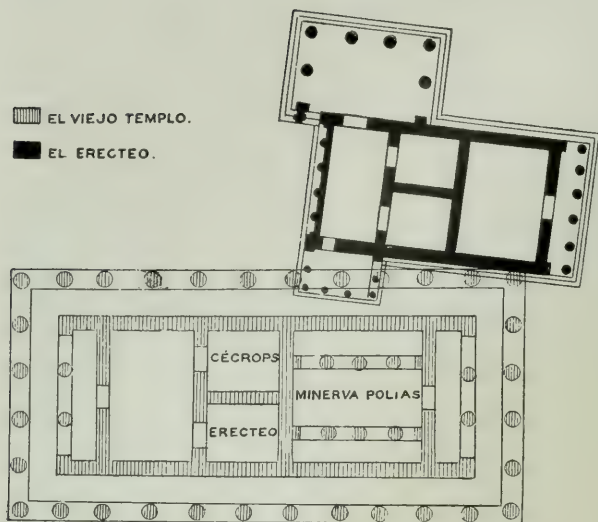 EL VIEJO TEMPLO.
EL ERECTEO.
CÉCROPS
MINERVA POLIAS
ERECTEO